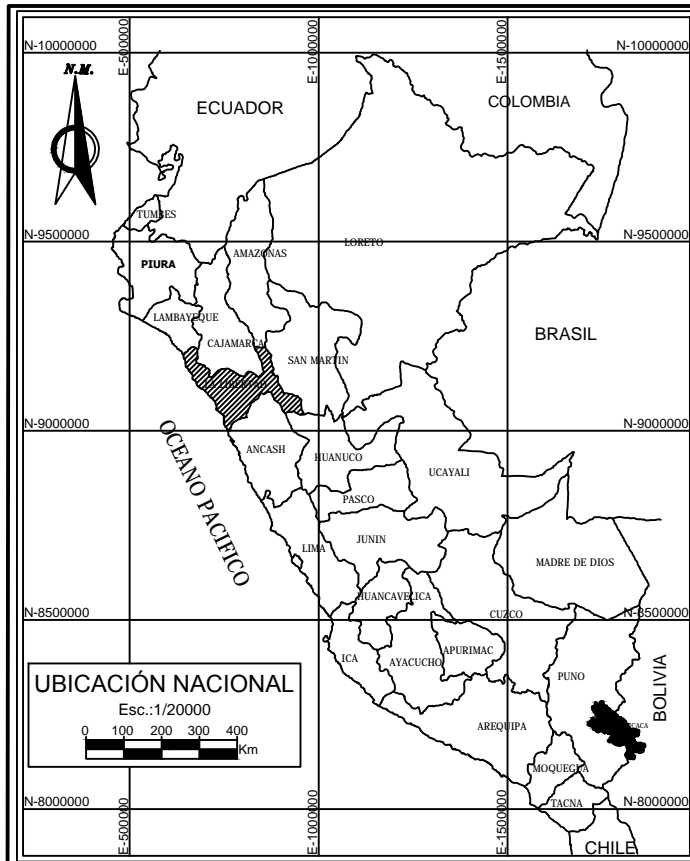 E-500000
E-1000000
E-1500000
N-10000000
N-10000000
N.M.
ECUADOR
COLOMBIA
TUMBES
N-9500000
N-9500000
AMAZONAS
LORETO
PIURA
LAMBAYEQUE
CAJAMARCA
BRASIL
SAN MARTIN
LA LIBERTAD
N-9000000
N-9000000
OCEANO PACIFICO
ANCASH
HUANUCO
UCAYALI
PASCO
LIMA
JUNIN
MADRE DE DIOS
HUANCAVELICA
N-8500000
N-8500000
CUZCO
ICA
AYACUCHO
APURIMAC
PUNO
BOLIVIA
UBICACIÓN NACIONAL
Esc.:1/20000
0 100 200 300 400
Km
AREQUIPA
MOQUEGUA
TACNA
N-8000000
N-8000000
E-500000
E-1000000
E-1500000
CHILE